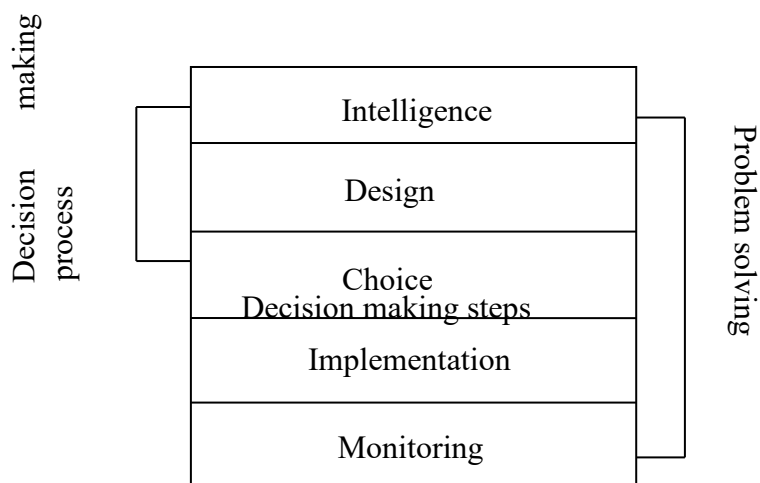 Decision making
process
Intelligence
Design
Choice
Decision making steps
Implementation
Monitoring
Problem solving